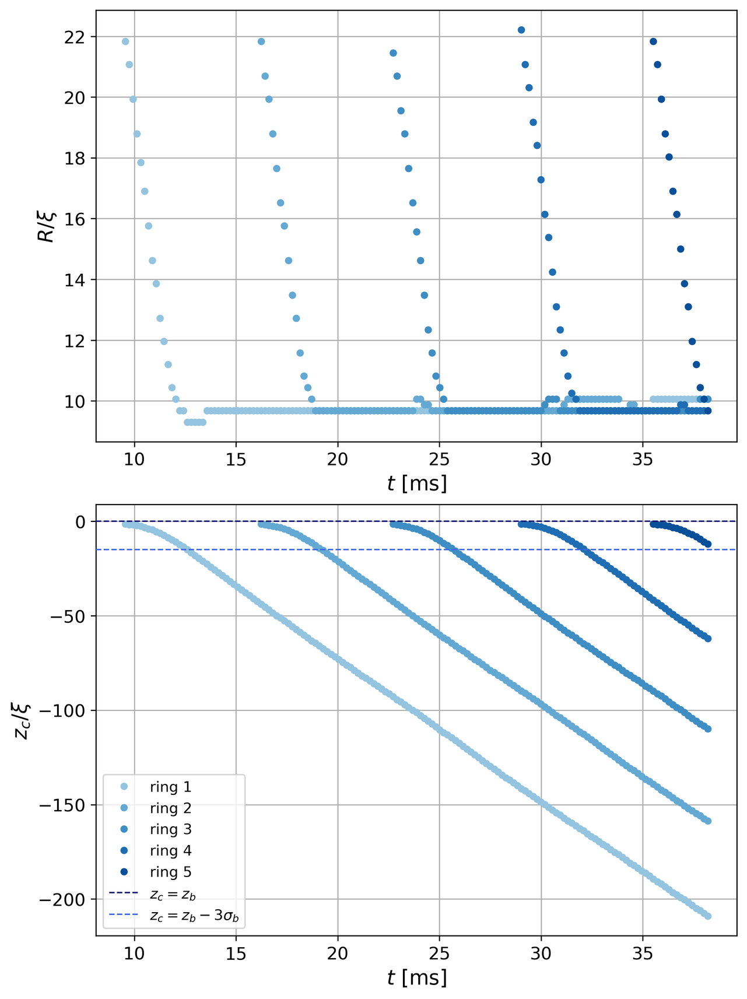 22
20
18
16
14
12
10
R/ξ
10 15 20 25 30 35
t [ms]
0
−50
−100
−150
−200
z_c/ξ
ring 1
ring 2
ring 3
ring 4
ring 5
z_c = z_b
z_c = z_b − 3σ_b
10 15 20 25 30 35
t [ms]